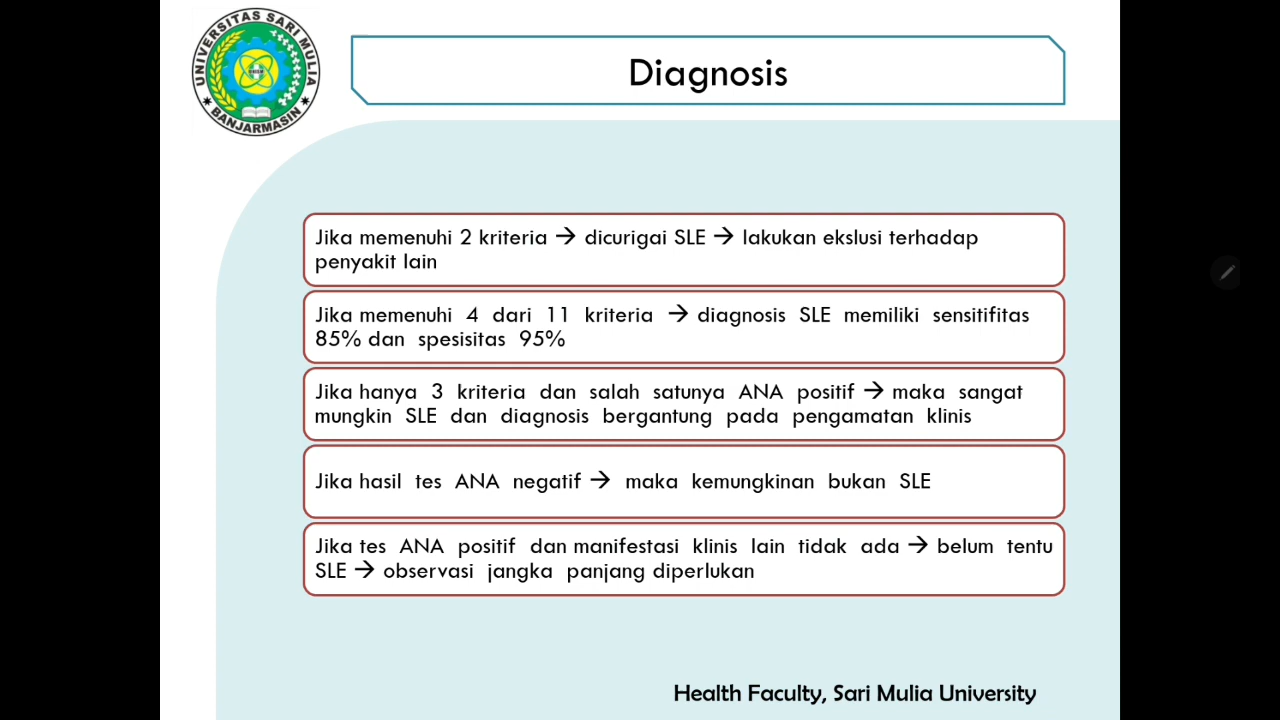 UNIVERSITAS SARI MULIA
BANJARMASIN
Diagnosis
Jika memenuhi 2 kriteria → dicurigai SLE → lakukan ekslusi terhadap
penyakit lain
Jika memenuhi 4 dari 11 kriteria → diagnosis SLE memiliki sensitifitas
85% dan spesisitas 95%
Jika hanya 3 kriteria dan salah satunya ANA positif → maka sangat
mungkin SLE dan diagnosis bergantung pada pengamatan klinis
Jika hasil tes ANA negatif → maka kemungkinan bukan SLE
Jika tes ANA positif dan manifestasi klinis lain tidak ada → belum tentu
SLE → observasi jangka panjang diperlukan
Health Faculty, Sari Mulia University